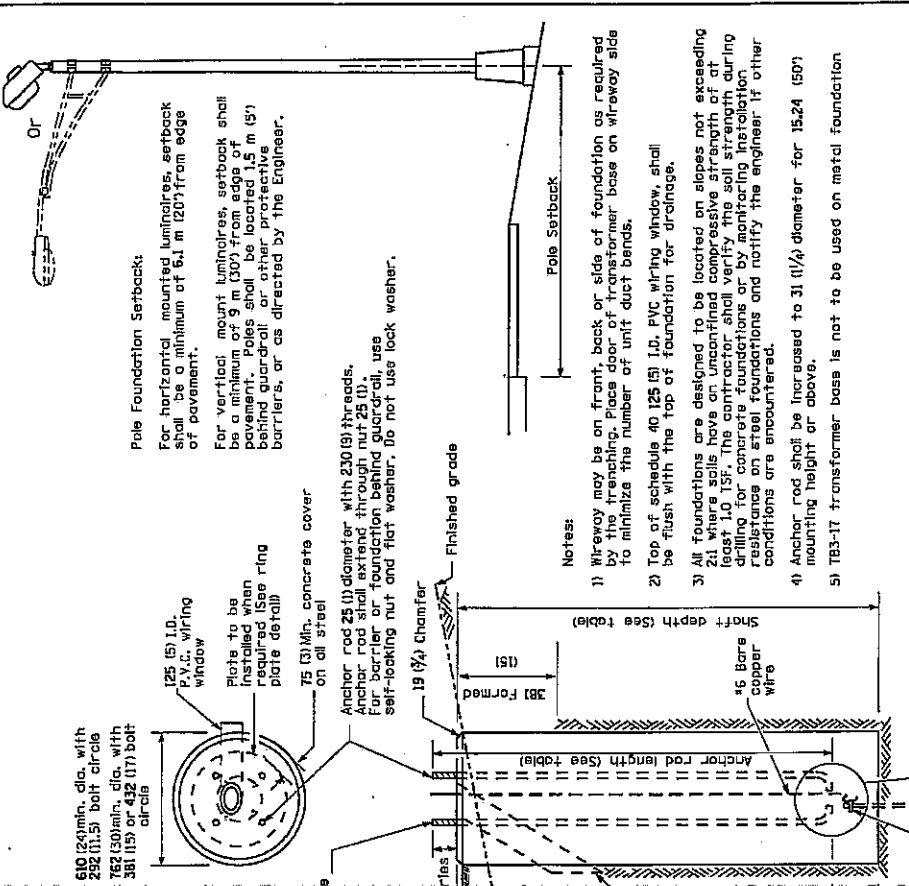 Or
Pole Foundation Setback:
For horizontal mounted luminaires, setback
shall be a minimum of 6.1 m (20') from edge
of pavement.
For vertical mount luminaires, setback shall
be a minimum of 9 m (30') from edge of
pavement. Poles shall be located 1.5 m (5')
behind guardrail or other protective
barriers, or as directed by the Engineer.
Pole Setback
610 (24)min. dia. with
292 (11.5) bolt circle
762 (30)min. dia. with
381 (15) or 432 (17) bolt
circle
125 (5) I.D.
P.V.C. wiring
window
Plate to be
installed when
required (See ring
plate detail)
75 (3) Min. concrete cover
on all steel
Anchor rod 25 (1) diameter with 230 (9) threads.
Anchor rod shall extend through nut 25 (1).
For barrier or foundation behind guardrail, use
self-locking nut and flat washer. Do not use lock washer.
19 (3/4) Chamfer
Finished grade
381 Formed
(15)
Shaft depth (See table)
Anchor rod length (See table)
#6 Bare
copper
wire
Notes:
1) Wireway may be on front, back or side of foundation as required
by the trenching. Place door of transformer base on wireway side
to minimize the number of unit duct bends.
2) Top of schedule 40 125 (5) I.D. PVC wiring window, shall
be flush with the top of foundation for drainage.
3) All foundations are designed to be located on slopes not exceeding
2:1 where soils have an unconfined compressive strength of at
least 1.0 TSF. The contractor shall verify the soil strength during
drilling for concrete foundations or by monitoring installation
resistance on steel foundations and notify the engineer if other
conditions are encountered.
4) Anchor rod shall be increased to 31 (1 1/4) diameter for 15.24 (50')
mounting height or above.
5) TB3-17 transformer base is not to be used on metal foundation